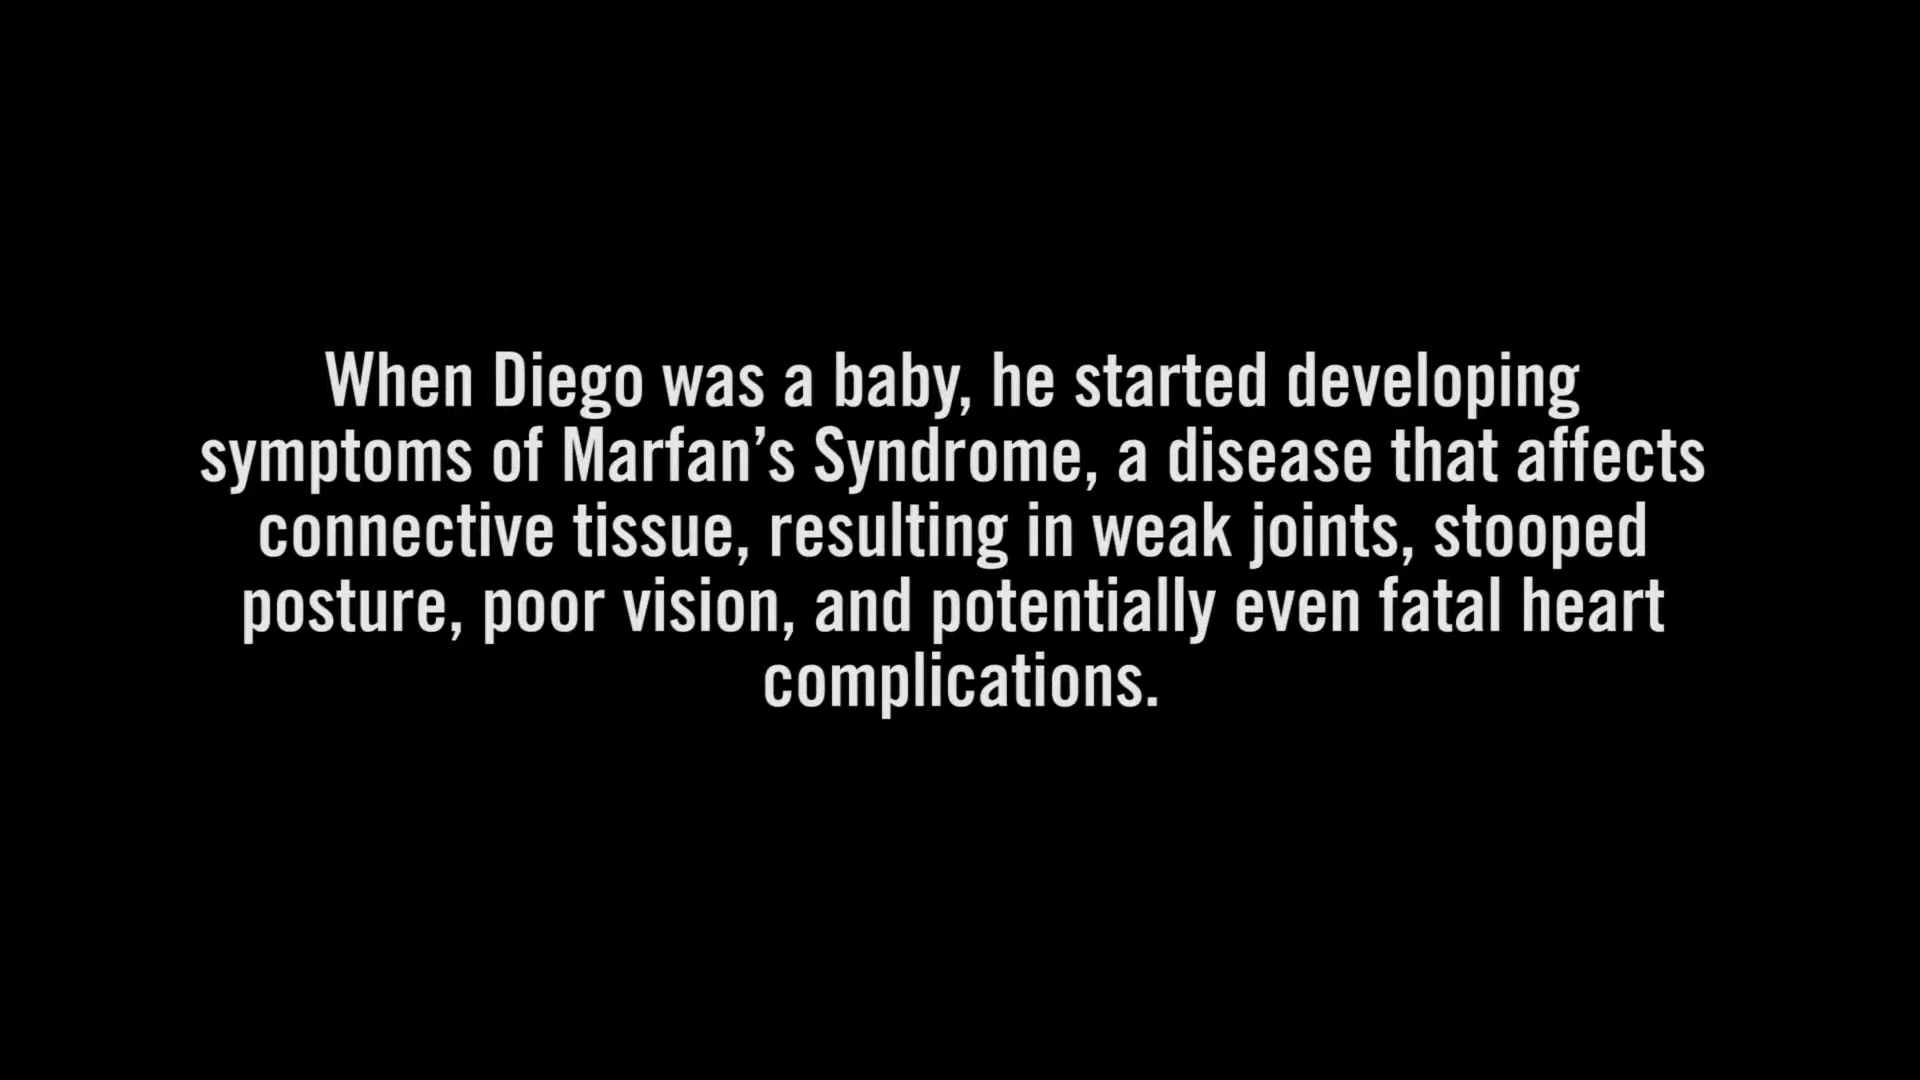 When Diego was a baby, he started developing
symptoms of Marfan’s Syndrome, a disease that affects
connective tissue, resulting in weak joints, stooped
posture, poor vision, and potentially even fatal heart
complications.